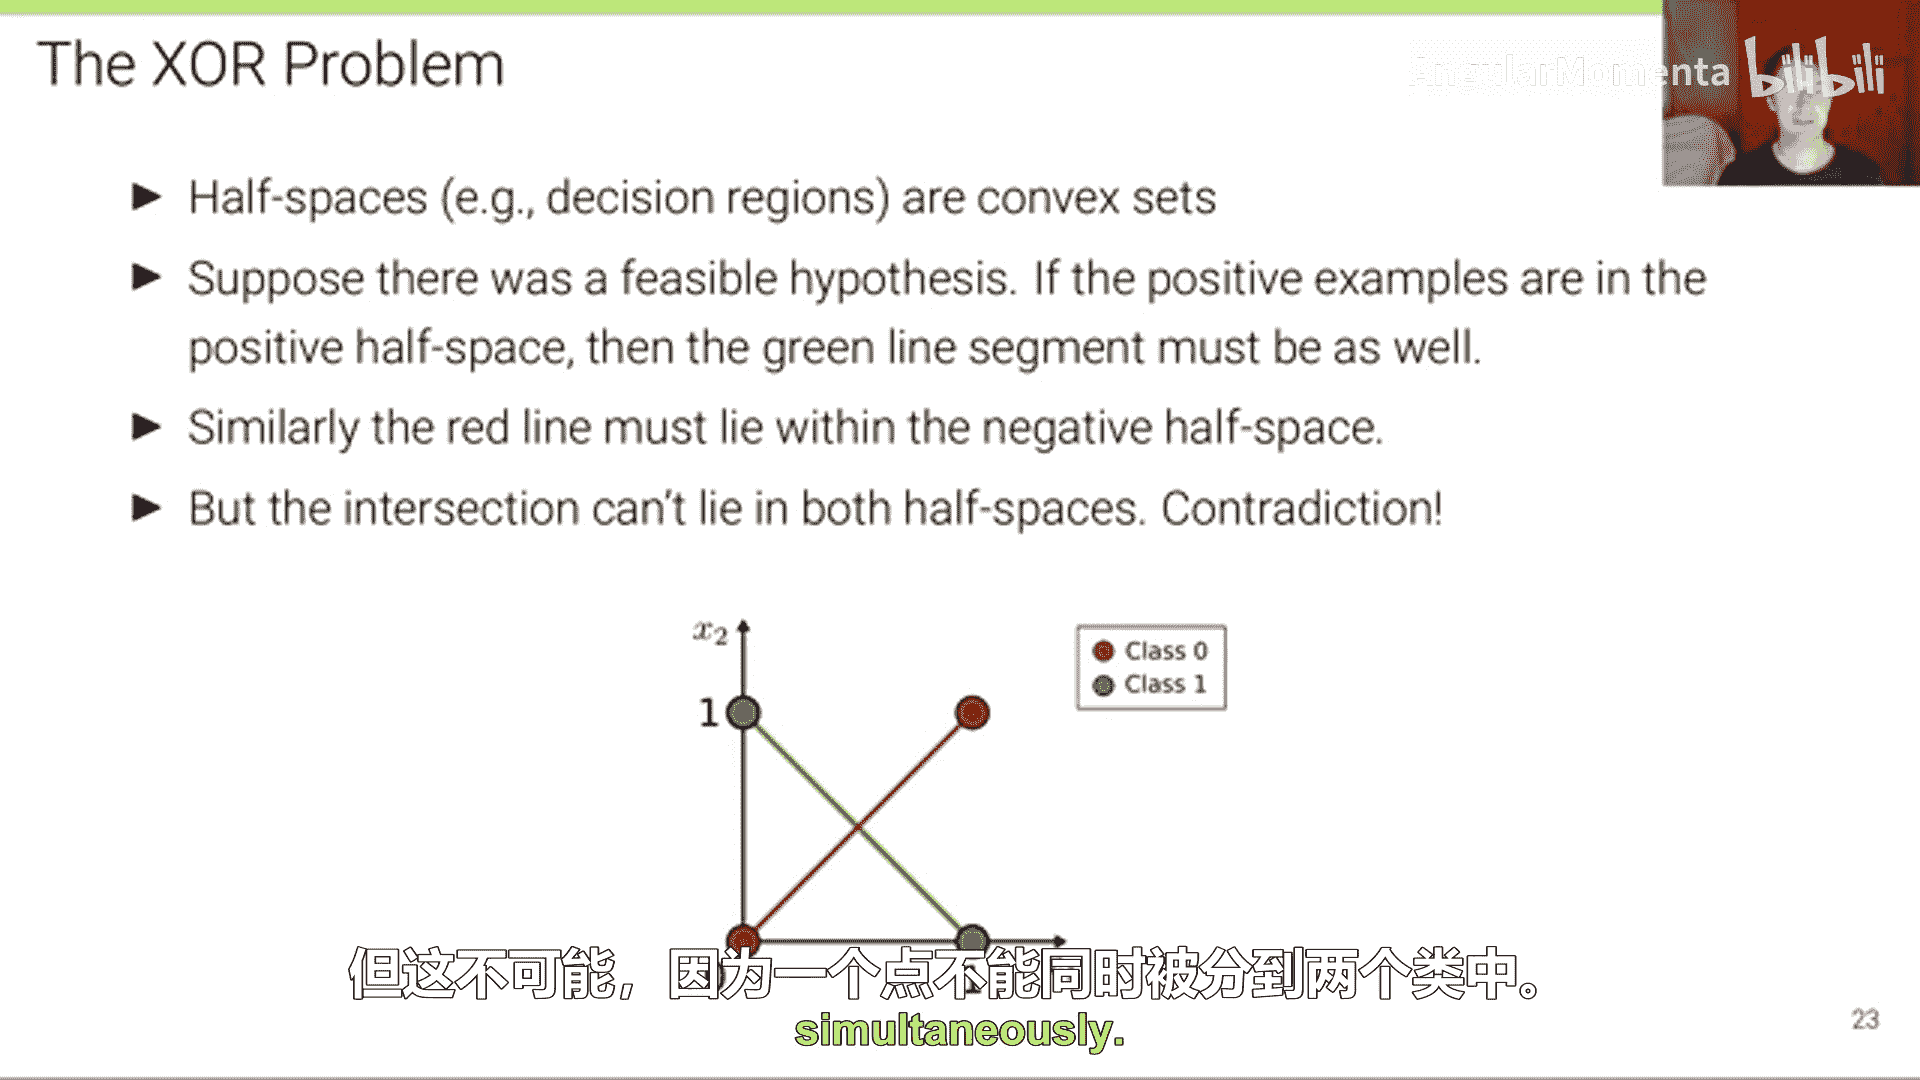 The XOR Problem
AngularMomenta
bilibili
Half-spaces (e.g., decision regions) are convex sets
Suppose there was a feasible hypothesis. If the positive examples are in the
positive half-space, then the green line segment must be as well.
Similarly the red line must lie within the negative half-space.
But the intersection can't lie in both half-spaces. Contradiction!
x₂
Class 0
Class 1
1
但这不可能，因为一个点不能同时被分到两个类中。
simultaneously.
23